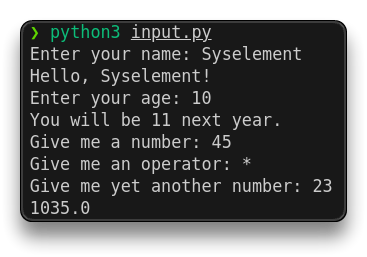 ❯ python3 input.py
Enter your name: Syselement
Hello, Syselement!
Enter your age: 10
You will be 11 next year.
Give me a number: 45
Give me an operator: *
Give me yet another number: 23
1035.0